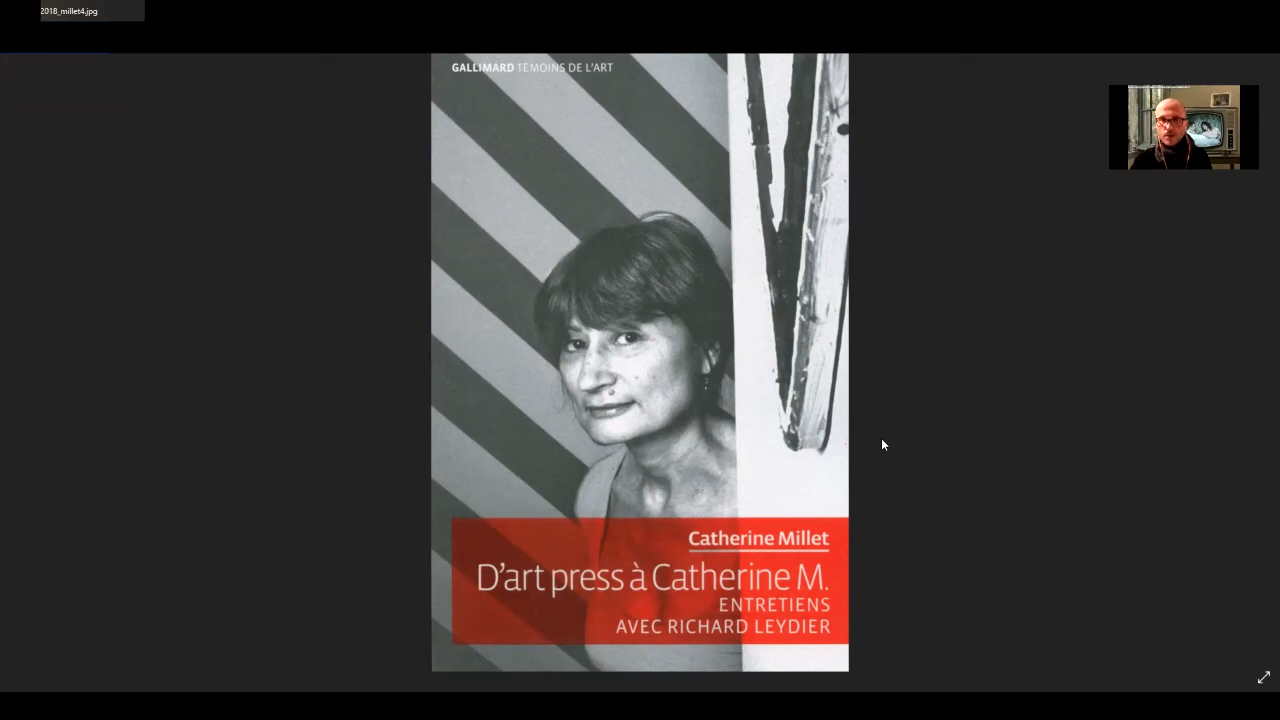 2018_millet4.jpg
GALLIMARD TÉMOINS DE L'ART
Catherine Millet
D'art press à Catherine M.
ENTRETIENS
AVEC RICHARD LEYDIER